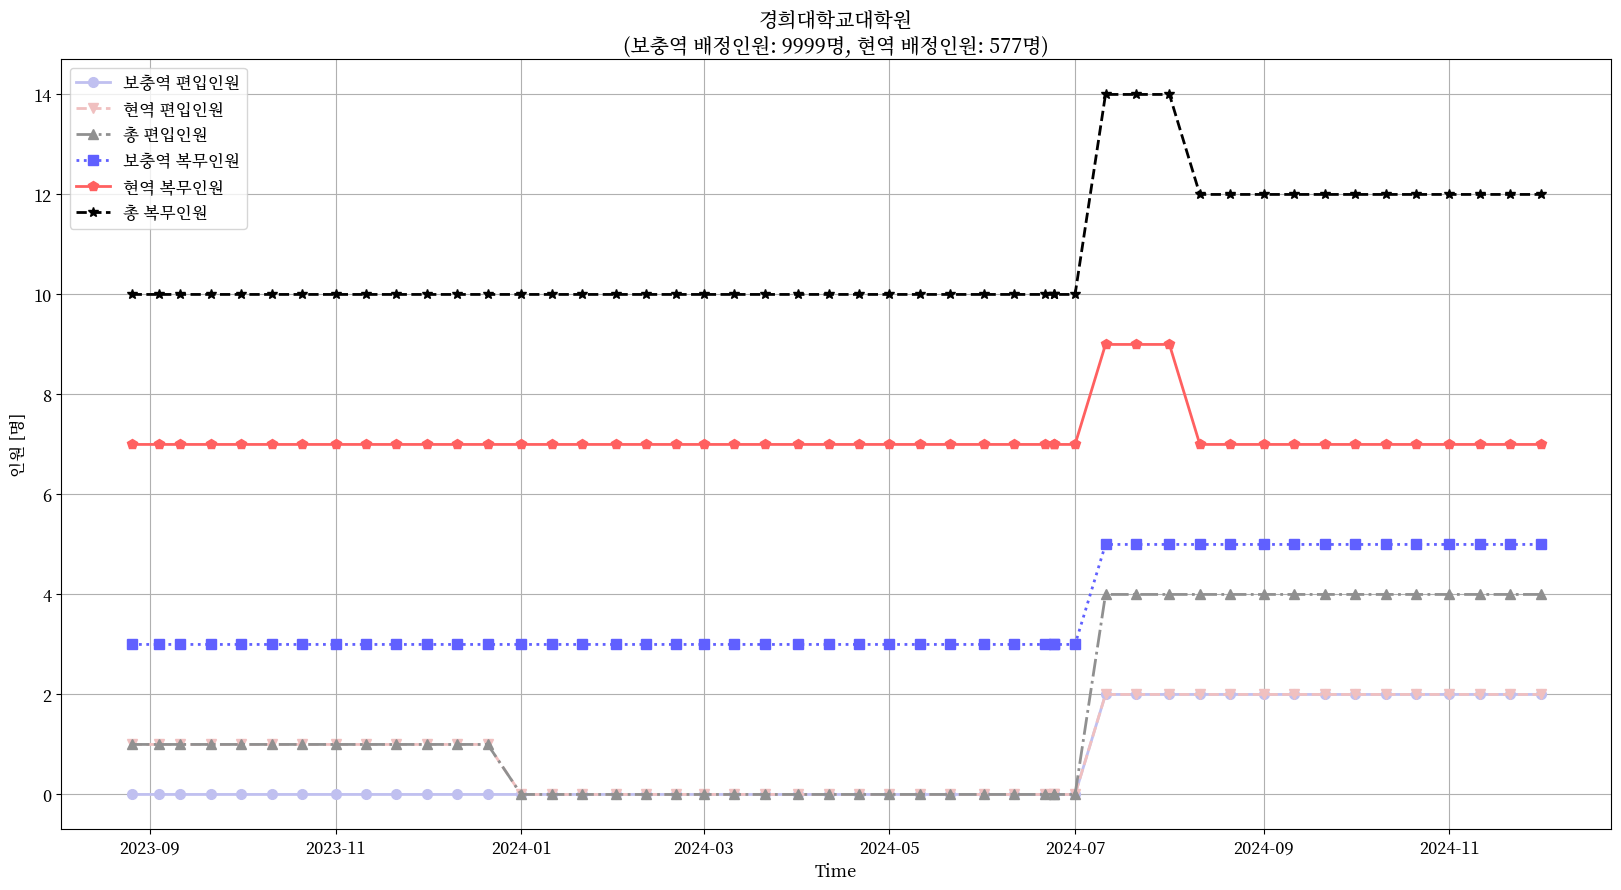 경희대학교대학원
(보충역 배정인원: 9999명, 현역 배정인원: 577명)
보충역 편입인원
현역 편입인원
총 편입인원
보충역 복무인원
현역 복무인원
총 복무인원
14
12
10
8
6
4
2
0
인원 [명]
2023-09
2023-11
2024-01
2024-03
2024-05
2024-07
2024-09
2024-11
Time